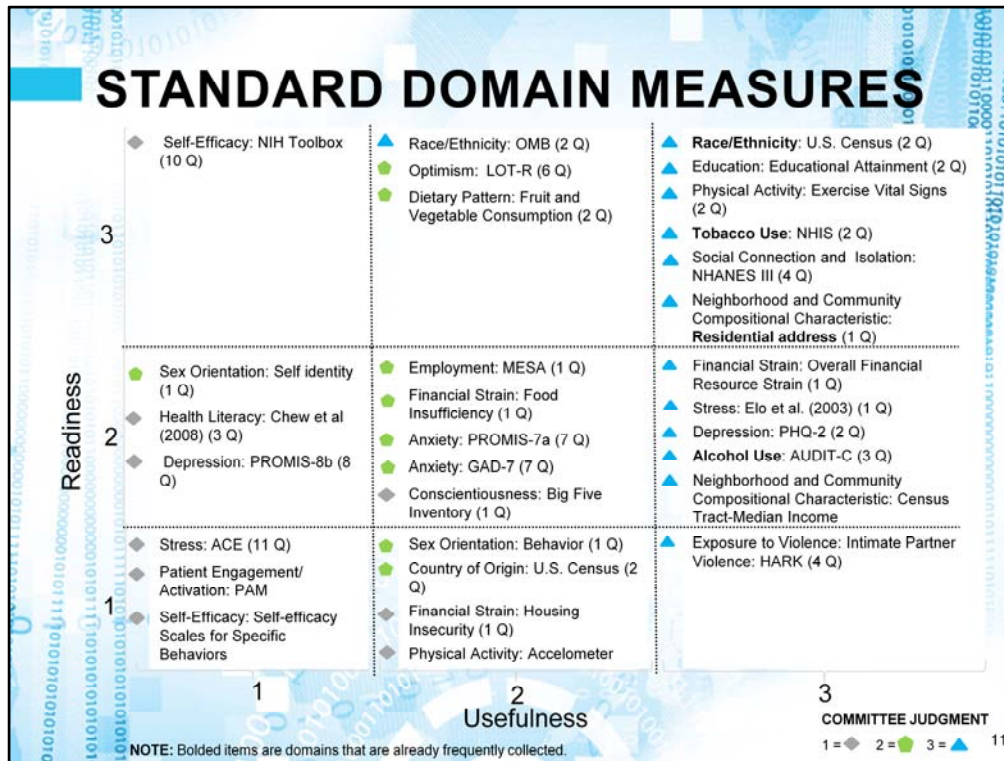 STANDARD DOMAIN MEASURES
Self-Efficacy: NIH Toolbox
(10 Q)
Race/Ethnicity: OMB (2 Q)
Optimism: LOT-R (6 Q)
Dietary Pattern: Fruit and
Vegetable Consumption (2 Q)
Race/Ethnicity: U.S. Census (2 Q)
Education: Educational Attainment (2 Q)
Physical Activity: Exercise Vital Signs
(2 Q)
Tobacco Use: NHIS (2 Q)
Social Connection and Isolation:
NHANES III (4 Q)
Neighborhood and Community
Compositional Characteristic:
Residential address (1 Q)
3
Sex Orientation: Self identity
(1 Q)
Health Literacy: Chew et al
(2008) (3 Q)
Depression: PROMIS-8b (8
Q)
Employment: MESA (1 Q)
Financial Strain: Food
Insufficiency (1 Q)
Anxiety: PROMIS-7a (7 Q)
Anxiety: GAD-7 (7 Q)
Conscientiousness: Big Five
Inventory (1 Q)
Financial Strain: Overall Financial
Resource Strain (1 Q)
Stress: Elo et al. (2003) (1 Q)
Depression: PHQ-2 (2 Q)
Alcohol Use: AUDIT-C (3 Q)
Neighborhood and Community
Compositional Characteristic: Census
Tract-Median Income
2
Readiness
Stress: ACE (11 Q)
Patient Engagement/
Activation: PAM
Self-Efficacy: Self-efficacy
Scales for Specific
Behaviors
Sex Orientation: Behavior (1 Q)
Country of Origin: U.S. Census (2
Q)
Financial Strain: Housing
Insecurity (1 Q)
Physical Activity: Accelometer
Exposure to Violence: Intimate Partner
Violence: HARK (4 Q)
1
1
2
3
Usefulness
COMMITTEE JUDGMENT
1 = 2 = 3 =
11
NOTE: Bolded items are domains that are already frequently collected.